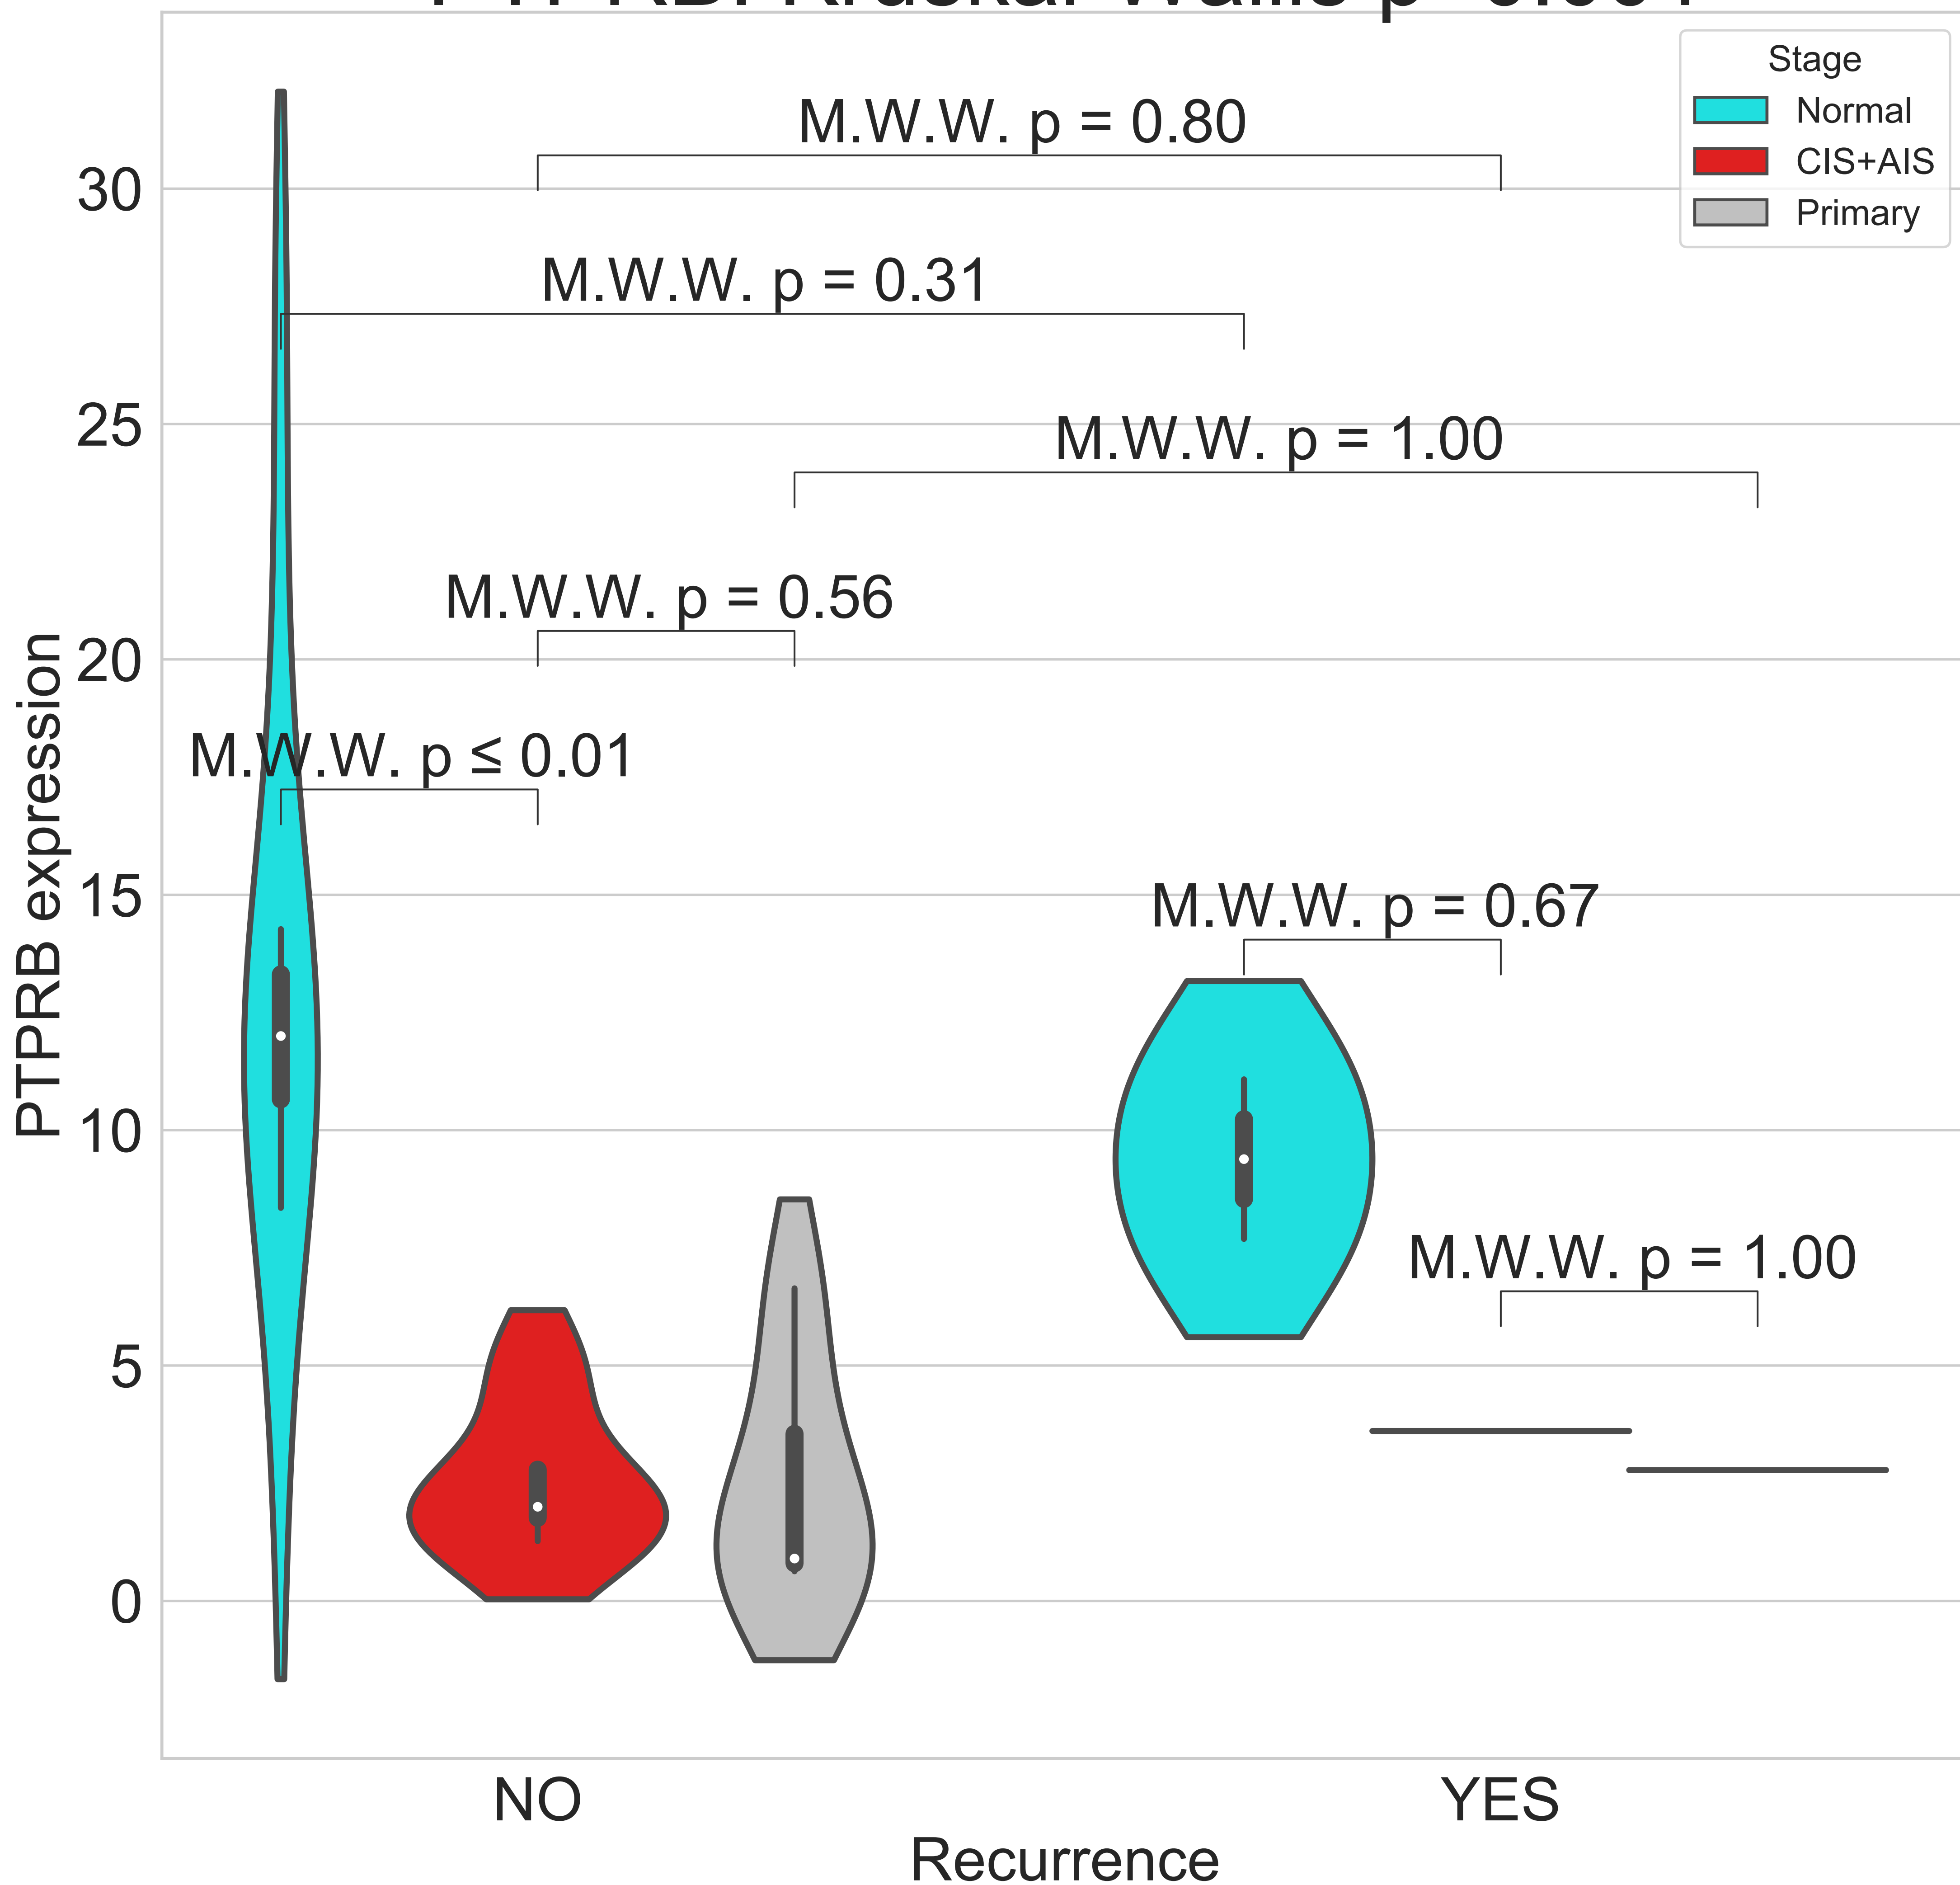 Stage
Normal
CIS+AIS
Primary
M.W.W. p = 0.80
M.W.W. p = 0.31
M.W.W. p = 1.00
M.W.W. p = 0.56
M.W.W. p ≤ 0.01
M.W.W. p = 0.67
M.W.W. p = 1.00
30
25
20
15
10
5
0
PTPRB expression
NO
YES
Recurrence